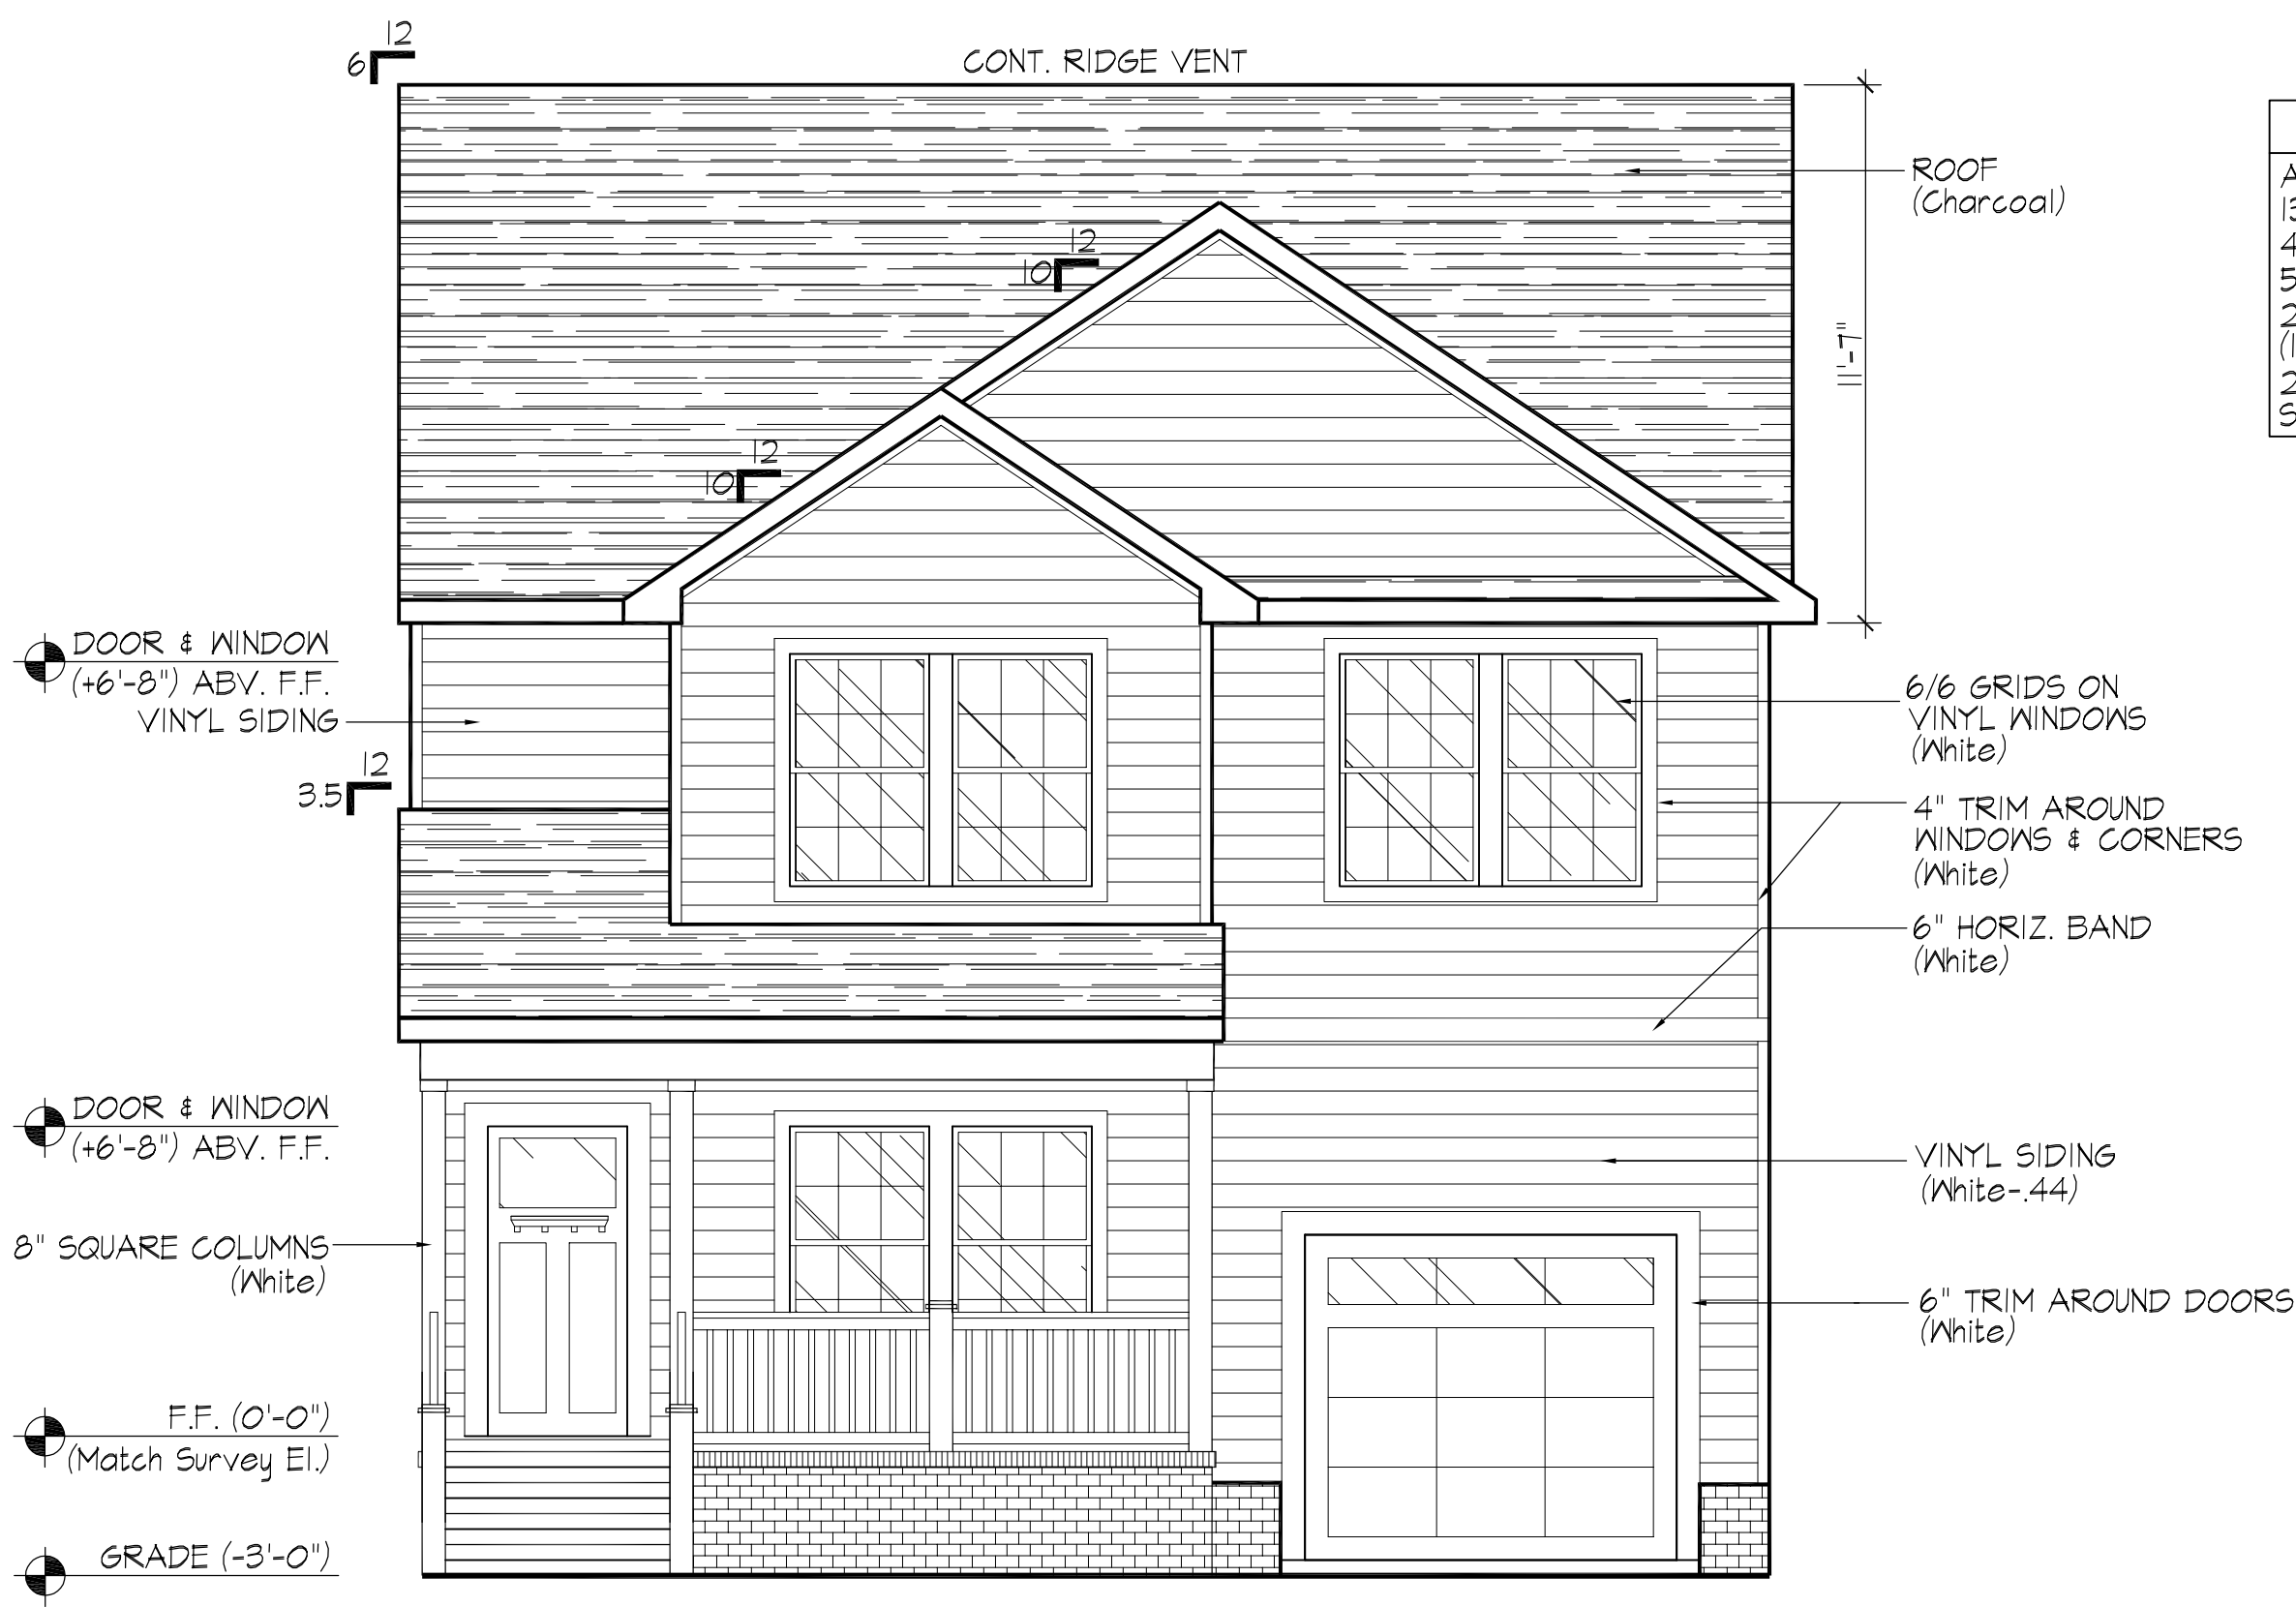 12
6
CONT. RIDGE VENT
ROOF
(Charcoal)
12
10
11'-7"
12
10
DOOR & WINDOW
(+6'-8") ABV. F.F.
VINYL SIDING
6/6 GRIDS ON
VINYL WINDOWS
(White)
12
3.5
4" TRIM AROUND
WINDOWS & CORNERS
(White)
6" HORIZ. BAND
(White)
DOOR & WINDOW
(+6'-8") ABV. F.F.
VINYL SIDING
(White-.44)
8" SQUARE COLUMNS
(White)
6" TRIM AROUND DOORS
(White)
F.F. (0'-0")
(Match Survey El.)
GRADE (-3'-0")